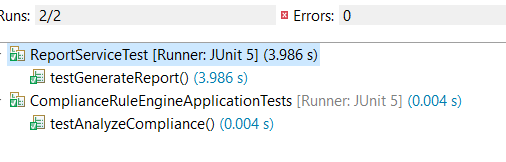 Runs: 2/2 Errors: 0
ReportServiceTest [Runner: JUnit 5] (3.986 s)
testGenerateReport() (3.986 s)
ComplianceRuleEngineApplicationTests [Runner: JUnit 5] (0.004 s)
testAnalyzeCompliance() (0.004 s)